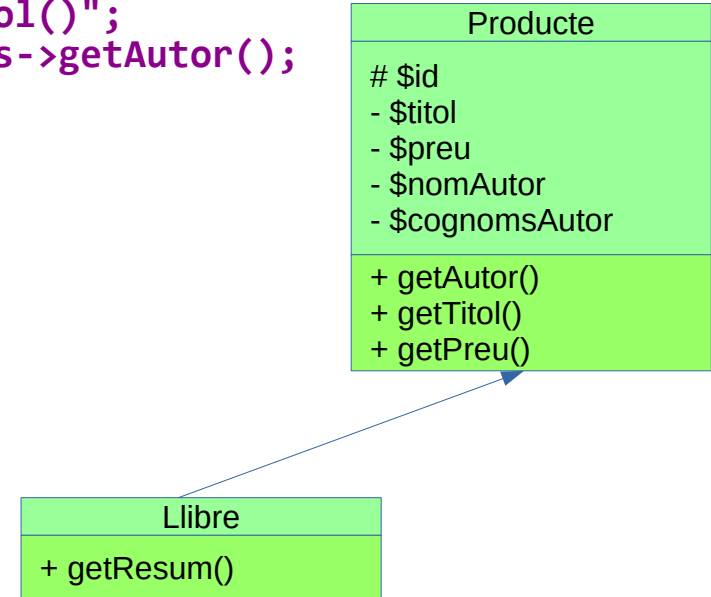 ol()";
s->getAutor();
Producte
# $id
- $titol
- $preu
- $nomAutor
- $cognomsAutor
+ getAutor()
+ getTitol()
+ getPreu()
Llibre
+ getResum()